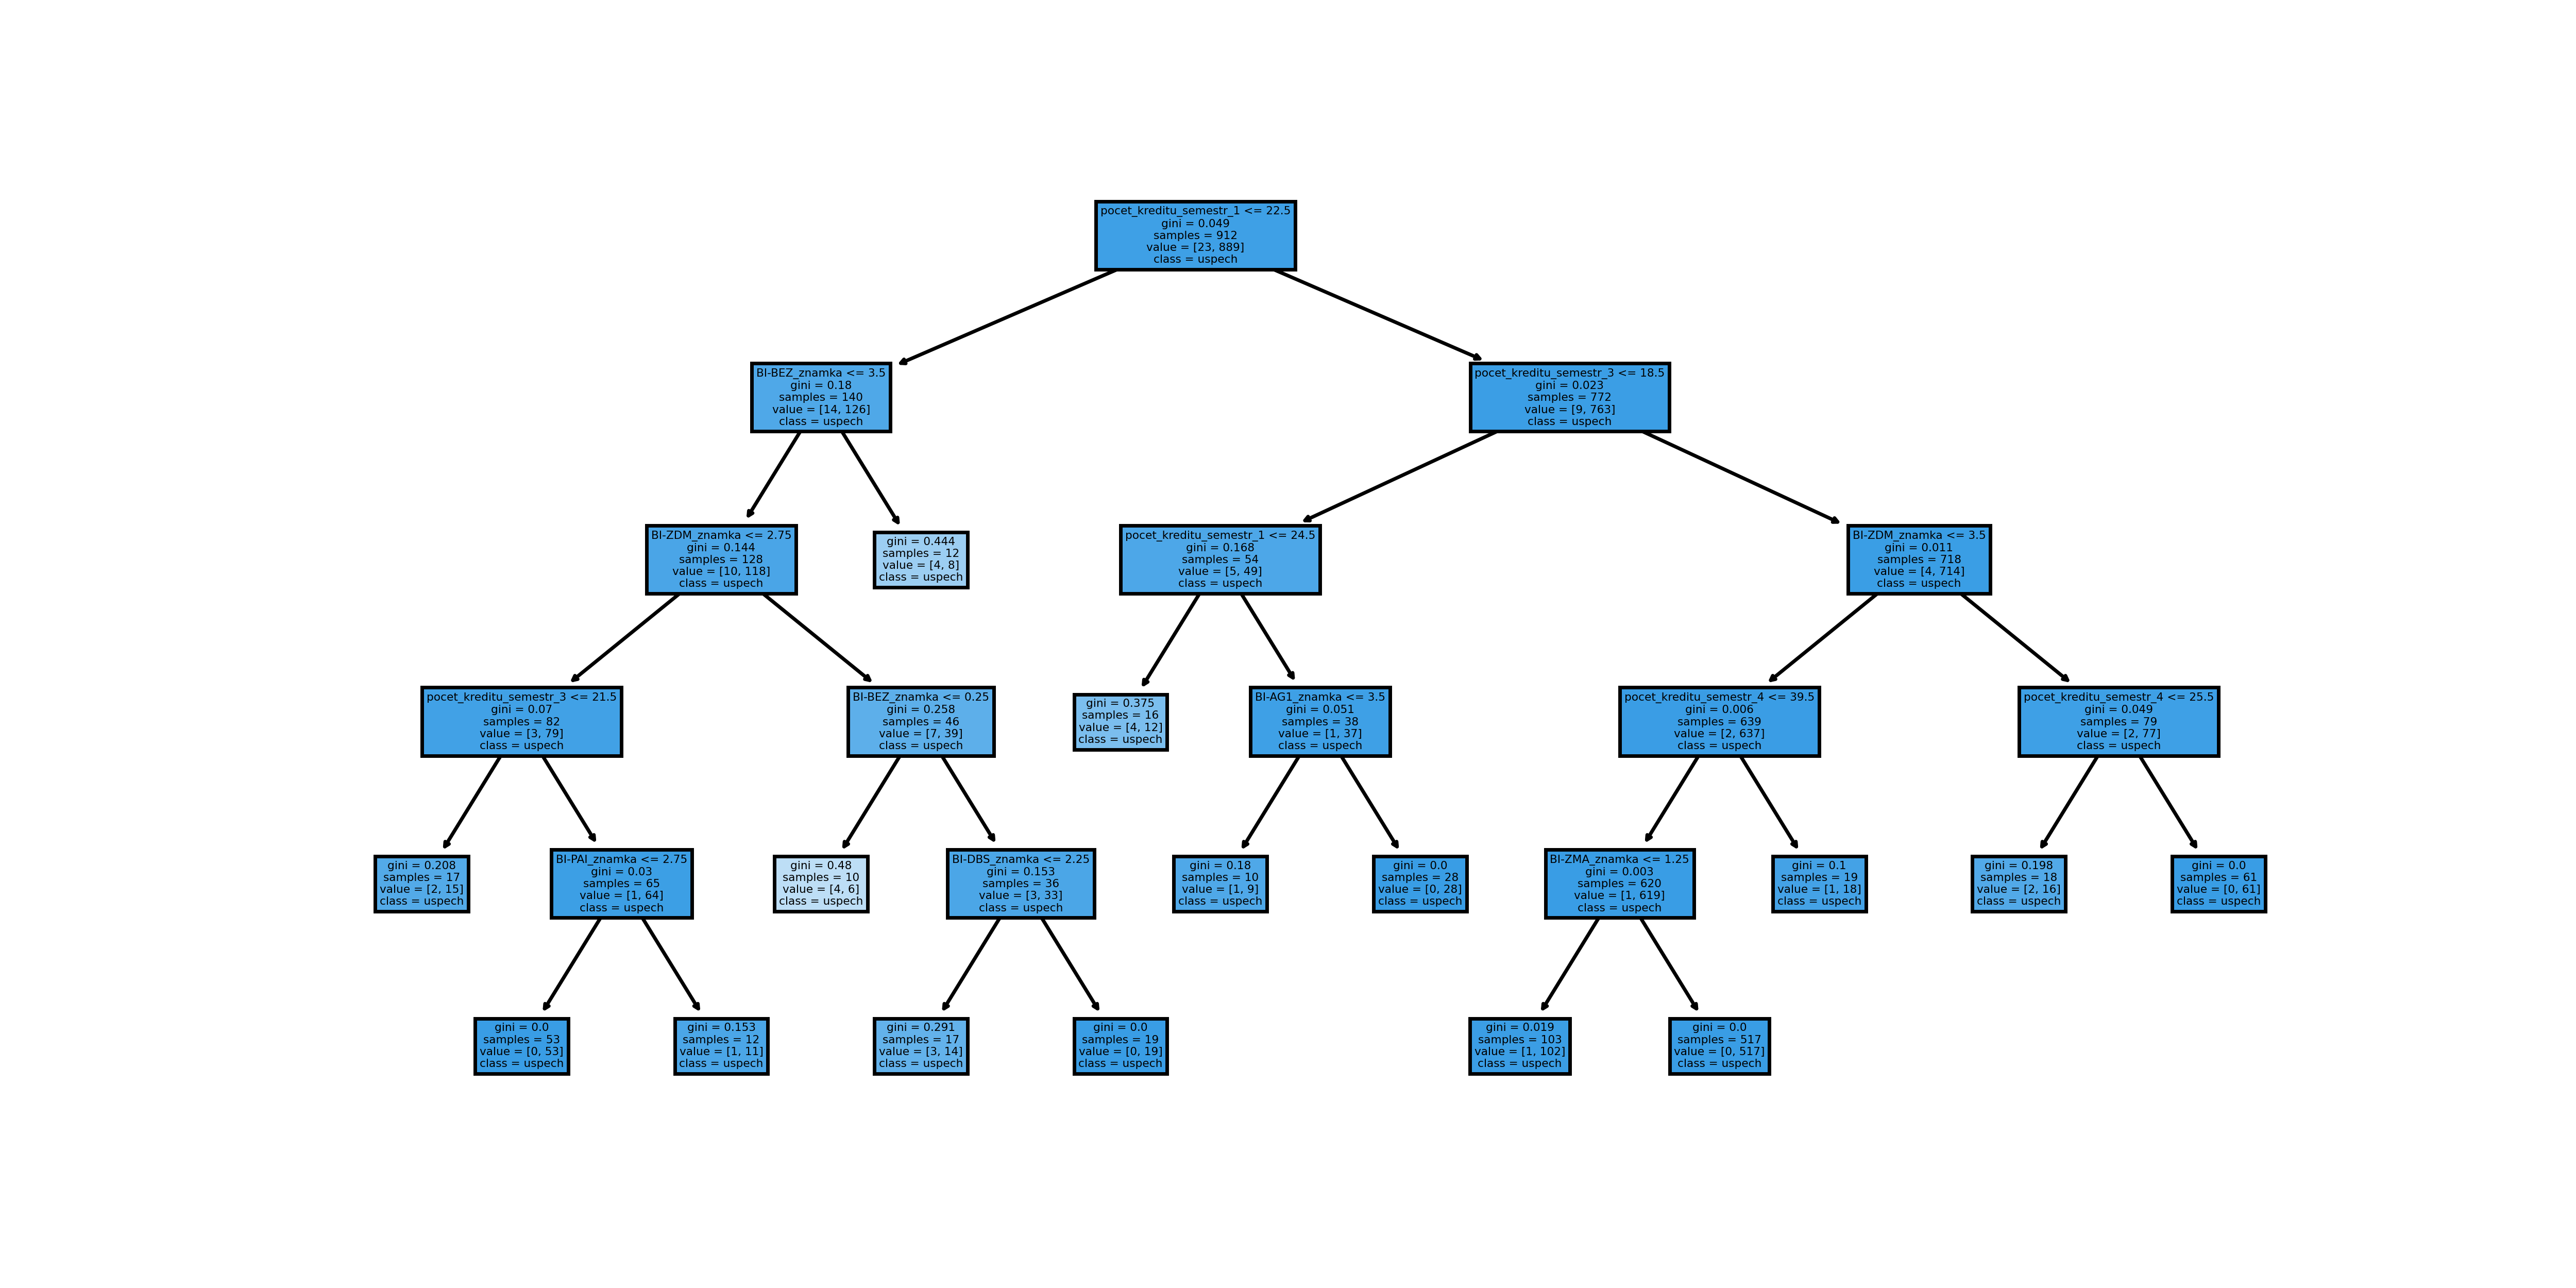 pocet_kreditu_semestr_1 <= 22.5
gini = 0.049
samples = 912
value = [23, 889]
class = uspech
BI-BEZ_znamka <= 3.5
gini = 0.18
samples = 140
value = [14, 126]
class = uspech
pocet_kreditu_semestr_3 <= 18.5
gini = 0.023
samples = 772
value = [9, 763]
class = uspech
BI-ZDM_znamka <= 2.75
gini = 0.144
samples = 128
value = [10, 118]
class = uspech
gini = 0.444
samples = 12
value = [4, 8]
class = uspech
pocet_kreditu_semestr_1 <= 24.5
gini = 0.168
samples = 54
value = [5, 49]
class = uspech
BI-ZDM_znamka <= 3.5
gini = 0.011
samples = 718
value = [4, 714]
class = uspech
pocet_kreditu_semestr_3 <= 21.5
gini = 0.07
samples = 82
value = [3, 79]
class = uspech
BI-BEZ_znamka <= 0.25
gini = 0.258
samples = 46
value = [7, 39]
class = uspech
gini = 0.375
samples = 16
value = [4, 12]
class = uspech
BI-AG1_znamka <= 3.5
gini = 0.051
samples = 38
value = [1, 37]
class = uspech
pocet_kreditu_semestr_4 <= 39.5
gini = 0.006
samples = 639
value = [2, 637]
class = uspech
pocet_kreditu_semestr_4 <= 25.5
gini = 0.049
samples = 79
value = [2, 77]
class = uspech
gini = 0.208
samples = 17
value = [2, 15]
class = uspech
BI-PAI_znamka <= 2.75
gini = 0.03
samples = 65
value = [1, 64]
class = uspech
gini = 0.48
samples = 10
value = [4, 6]
class = uspech
BI-DBS_znamka <= 2.25
gini = 0.153
samples = 36
value = [3, 33]
class = uspech
gini = 0.18
samples = 10
value = [1, 9]
class = uspech
gini = 0.0
samples = 28
value = [0, 28]
class = uspech
BI-ZMA_znamka <= 1.25
gini = 0.003
samples = 620
value = [1, 619]
class = uspech
gini = 0.1
samples = 19
value = [1, 18]
class = uspech
gini = 0.198
samples = 18
value = [2, 16]
class = uspech
gini = 0.0
samples = 61
value = [0, 61]
class = uspech
gini = 0.0
samples = 53
value = [0, 53]
class = uspech
gini = 0.153
samples = 12
value = [1, 11]
class = uspech
gini = 0.291
samples = 17
value = [3, 14]
class = uspech
gini = 0.0
samples = 19
value = [0, 19]
class = uspech
gini = 0.019
samples = 103
value = [1, 102]
class = uspech
gini = 0.0
samples = 517
value = [0, 517]
class = uspech